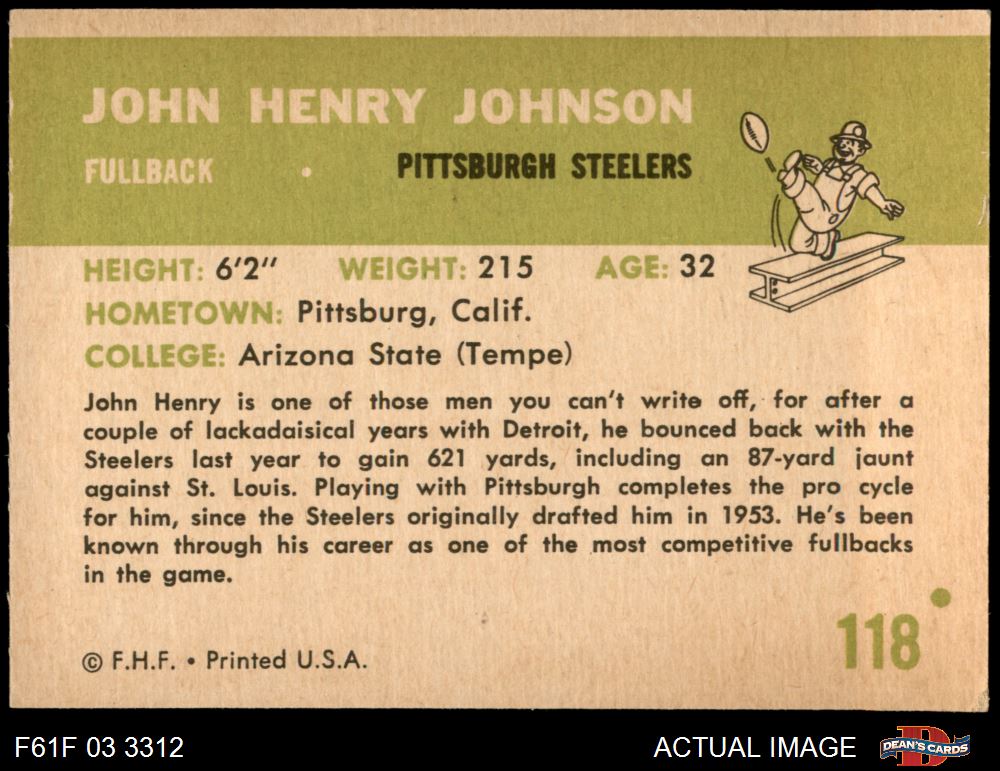 JOHN HENRY JOHNSON
FULLBACK • PITTSBURGH STEELERS
HEIGHT: 6'2" WEIGHT: 215 AGE: 32
HOMETOWN: Pittsburg, Calif.
COLLEGE: Arizona State (Tempe)
John Henry is one of those men you can't write off, for after a
couple of lackadaisical years with Detroit, he bounced back with the
Steelers last year to gain 621 yards, including an 87-yard jaunt
against St. Louis. Playing with Pittsburgh completes the pro cycle
for him, since the Steelers originally drafted him in 1953. He's been
known through his career as one of the most competitive fullbacks
in the game.
118
© F.H.F. • Printed U.S.A.
F61F 03 3312
ACTUAL IMAGE
DEAN'S CARDS